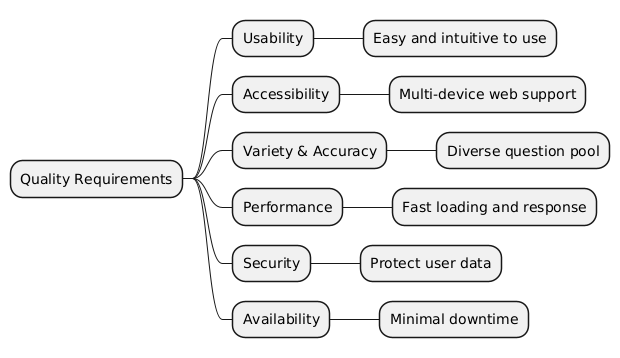 Quality Requirements
Usability
Easy and intuitive to use
Accessibility
Multi-device web support
Variety & Accuracy
Diverse question pool
Performance
Fast loading and response
Security
Protect user data
Availability
Minimal downtime